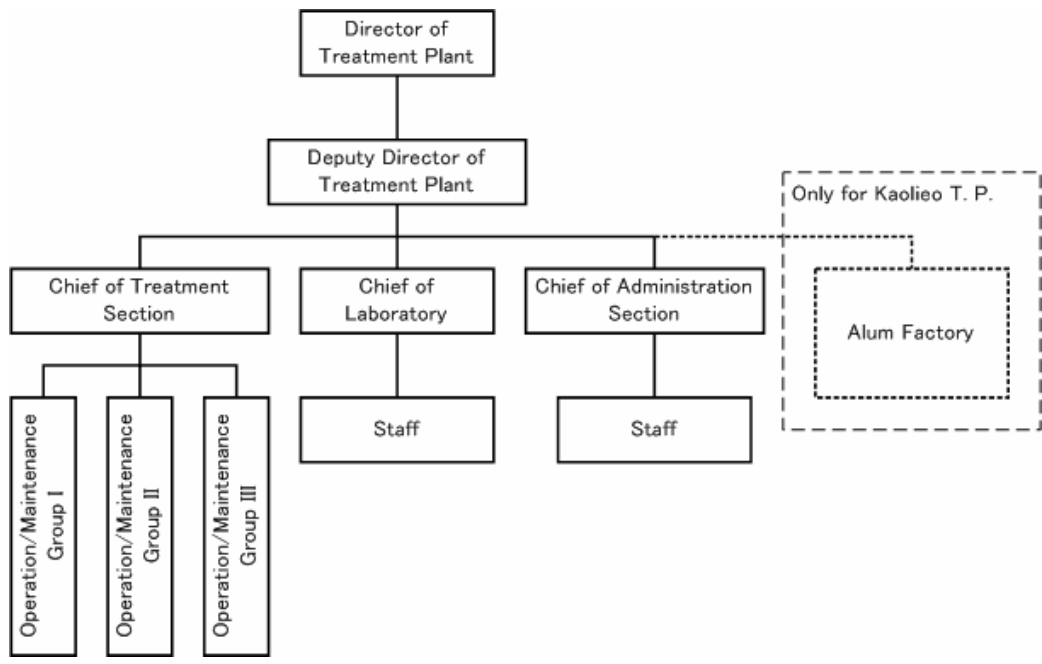 Director of
Treatment Plant
Deputy Director of
Treatment Plant
Only for Kaolieo T. P.
Chief of Treatment
Section
Chief of
Laboratory
Chief of Administration
Section
Alum Factory
Staff
Staff
Operation/Maintenance
Group I
Operation/Maintenance
Group II
Operation/Maintenance
Group III